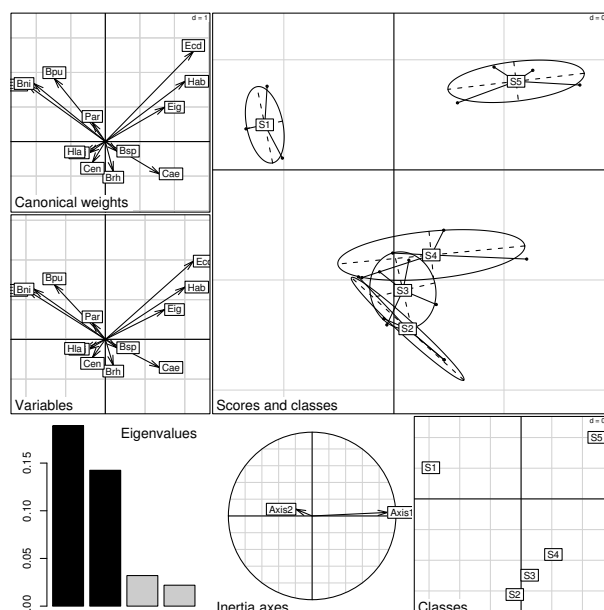 d = 1
Ecd
Bpu
Bni
Hab
Eig
Par
Hla
Bsp
Cen
Brh
Cae
Canonical weights
Ecd
Bpu
Bni
Hab
Eig
Par
Hla
Bsp
Cen
Brh
Cae
Variables
S1
S5
S4
S3
S2
Scores and classes
Eigenvalues
0.15
0.10
0.05
0.00
Axis2
Axis1
Inertia axes
S5
S1
S4
S3
S2
Classes